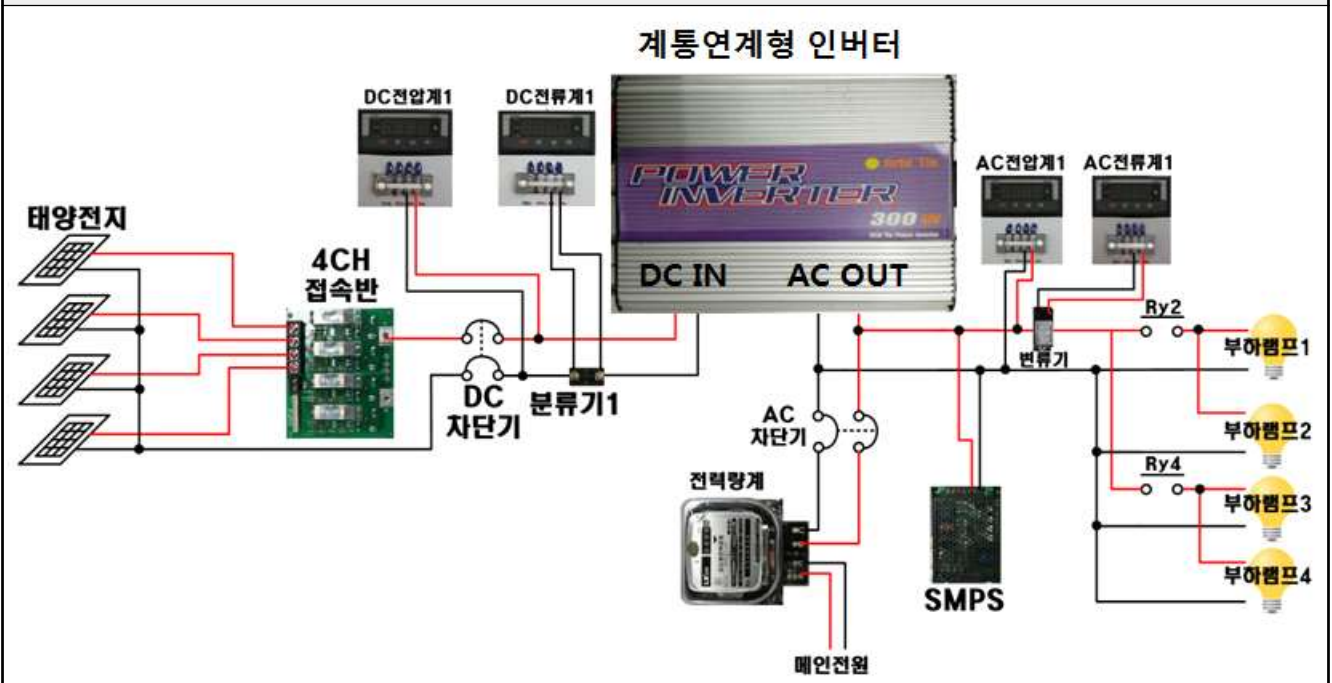 계통연계형 인버터
DC전압계1
DC전류계1
POWER
INVERTER
300
AC전압계1
AC전류계1
태양전지
4CH
접속반
DC IN
AC OUT
Ry2
변류기
부하램프1
DC
차단기
분류기1
AC
차단기
부하램프2
전력량계
Ry4
부하램프3
부하램프4
SMPS
메인전원